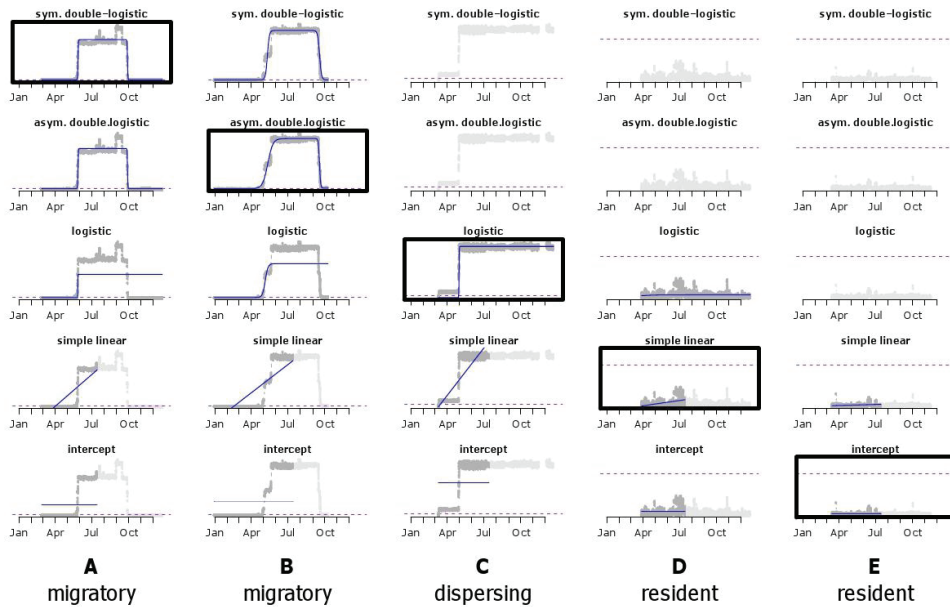 sym. double-logistic sym. double-logistic sym. double-logistic sym. double-logistic sym. double-logistic
Jan Apr Jul Oct Jan Apr Jul Oct Jan Apr Jul Oct Jan Apr Jul Oct Jan Apr Jul Oct
asym. double.logistic asym. double.logistic asym. double.logistic asym. double.logistic asym. double.logistic
Jan Apr Jul Oct Jan Apr Jul Oct Jan Apr Jul Oct Jan Apr Jul Oct Jan Apr Jul Oct
logistic logistic logistic logistic logistic
Jan Apr Jul Oct Jan Apr Jul Oct Jan Apr Jul Oct Jan Apr Jul Oct Jan Apr Jul Oct
simple linear simple linear simple linear simple linear simple linear
Jan Apr Jul Oct Jan Apr Jul Oct Jan Apr Jul Oct Jan Apr Jul Oct Jan Apr Jul Oct
intercept intercept intercept intercept intercept
Jan Apr Jul Oct Jan Apr Jul Oct Jan Apr Jul Oct Jan Apr Jul Oct Jan Apr Jul Oct
A B C D E
migratory migratory dispersing resident resident